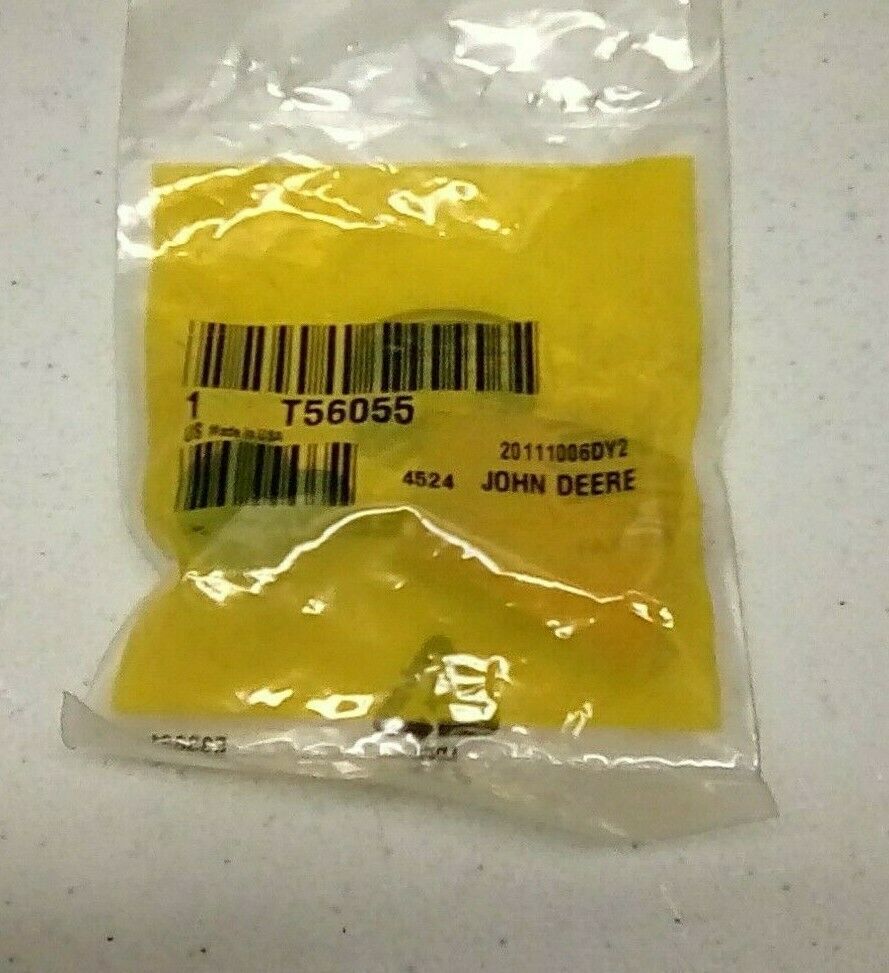 1 T56055
US Made in USA
20111006DY2
4524 JOHN DEERE